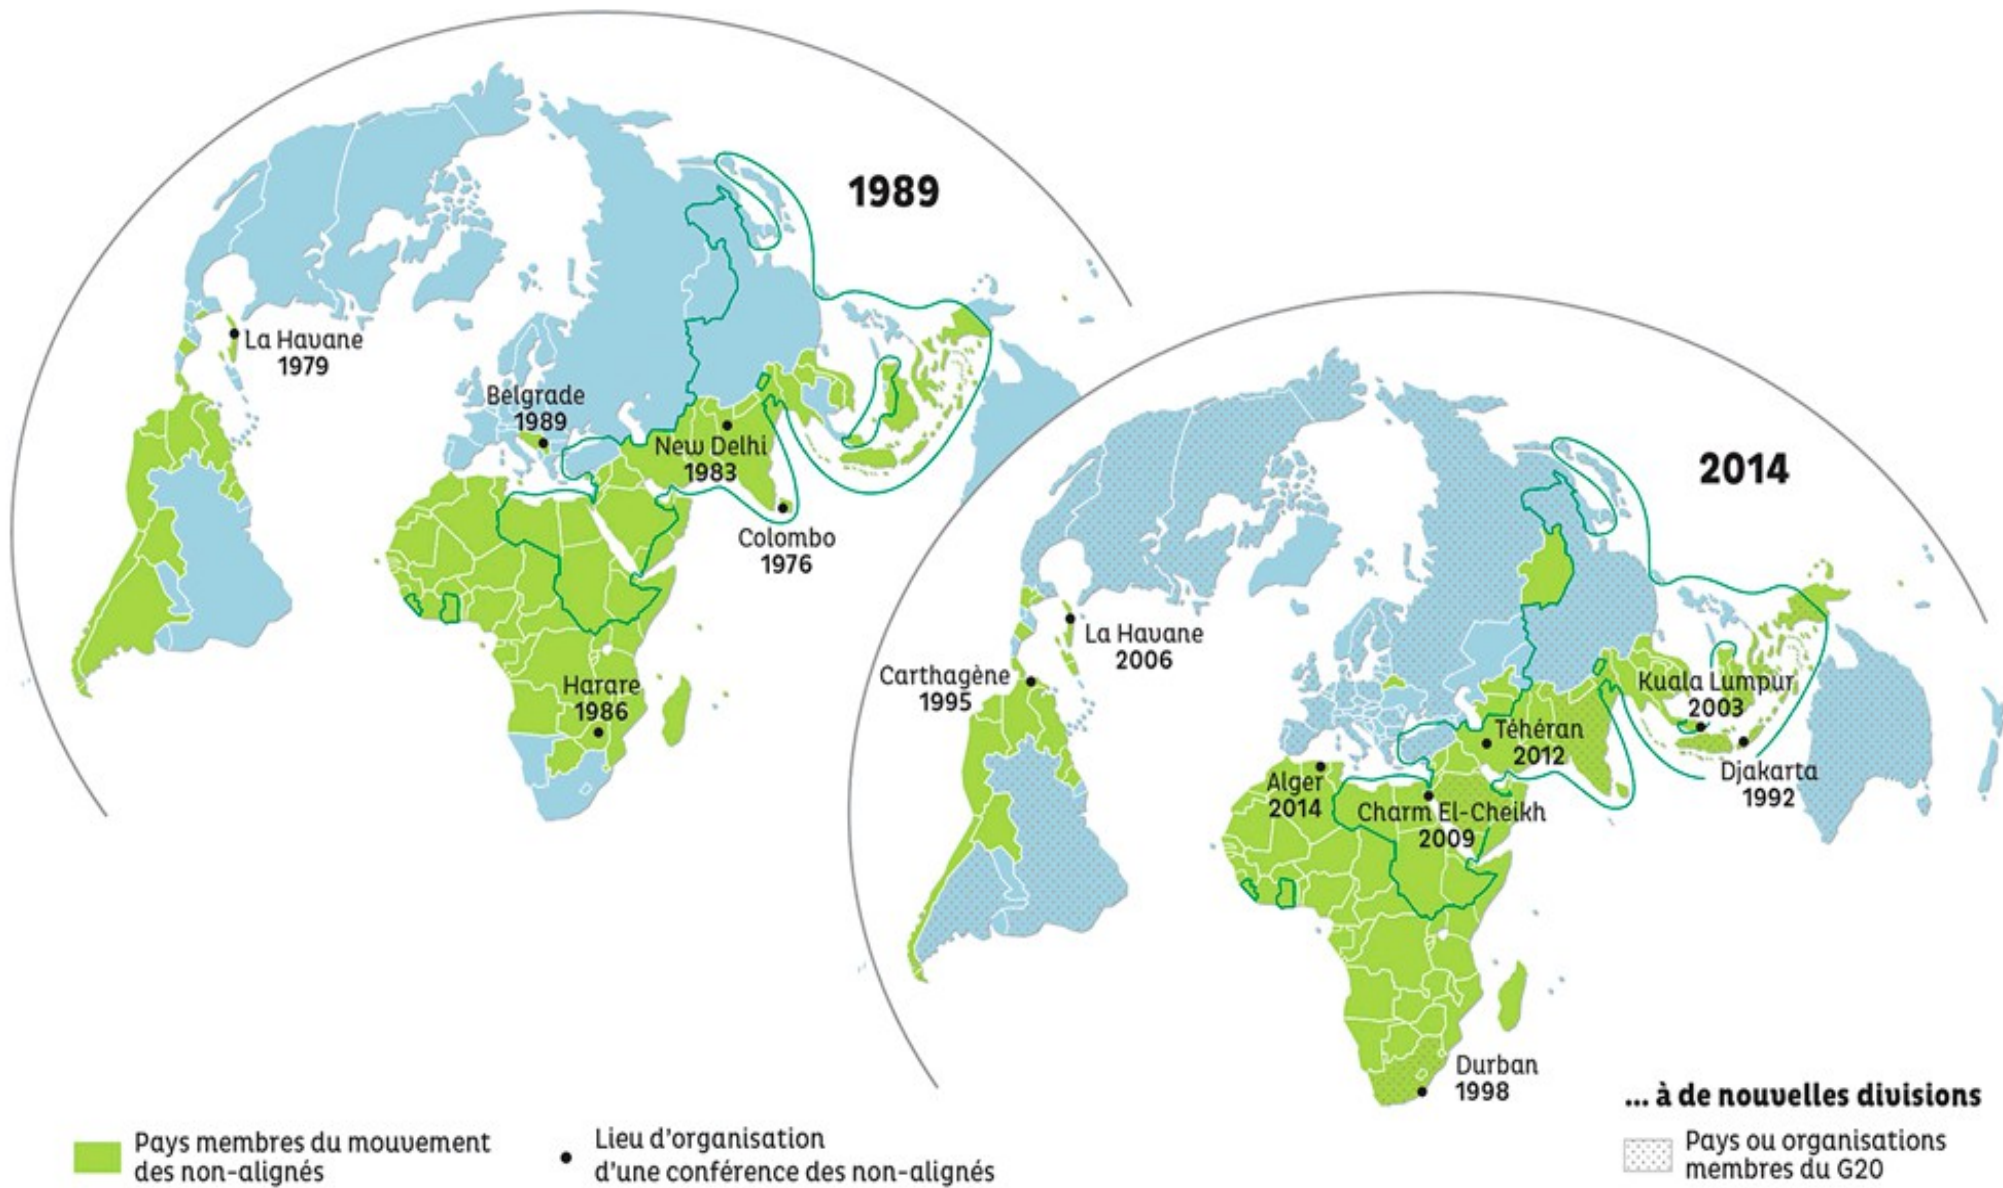 1989
La Havane
1979
Belgrade
1989
New Delhi
1983
Colombo
1976
Harare
1986
2014
La Havane
2006
Carthagène
1995
Kuala Lumpur
2003
Téhéran
2012
Djakarta
1992
Alger
2014
Charm El-Cheikh
2009
Durban
1998
Pays membres du mouvement
des non-alignés
Lieu d'organisation
d'une conférence des non-alignés
... à de nouvelles divisions
Pays ou organisations
membres du G20